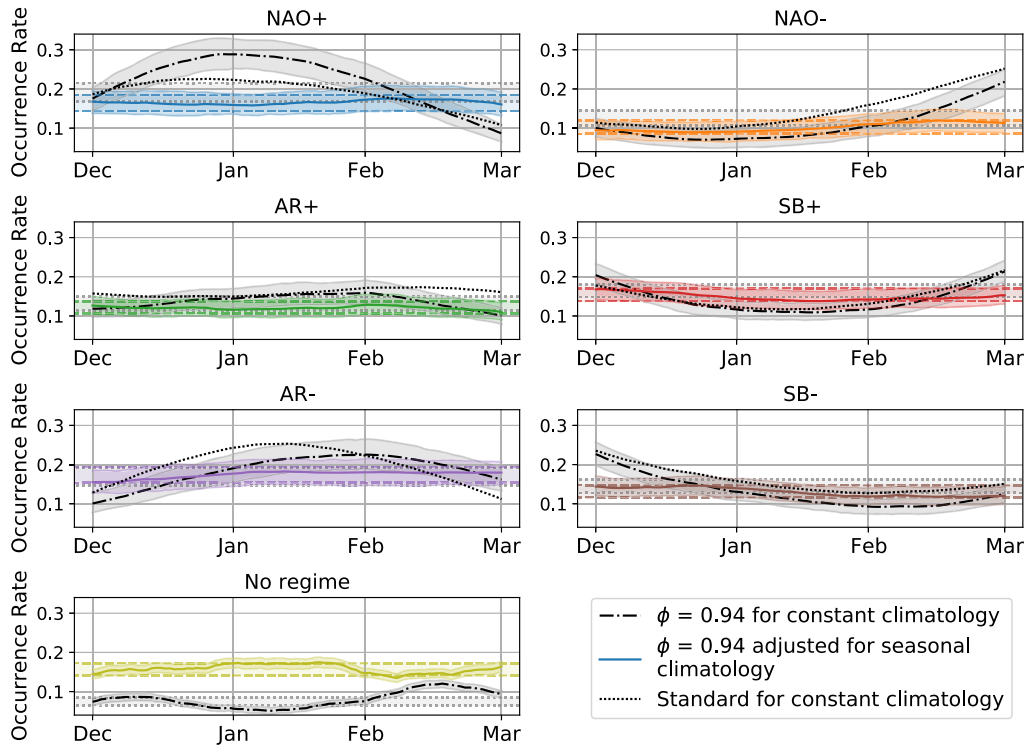 NAO+
NAO-
Occurrence Rate
0.3
0.2
0.1
Dec
Jan
Feb
Mar
0.3
0.2
0.1
Dec
Jan
Feb
Mar
AR+
SB+
Occurrence Rate
0.3
0.2
0.1
Dec
Jan
Feb
Mar
0.3
0.2
0.1
Dec
Jan
Feb
Mar
AR-
SB-
Occurrence Rate
0.3
0.2
0.1
Dec
Jan
Feb
Mar
0.3
0.2
0.1
Dec
Jan
Feb
Mar
No regime
Occurrence Rate
0.3
0.2
0.1
Dec
Jan
Feb
Mar
ϕ = 0.94 for constant climatology
ϕ = 0.94 adjusted for seasonal
climatology
Standard for constant climatology